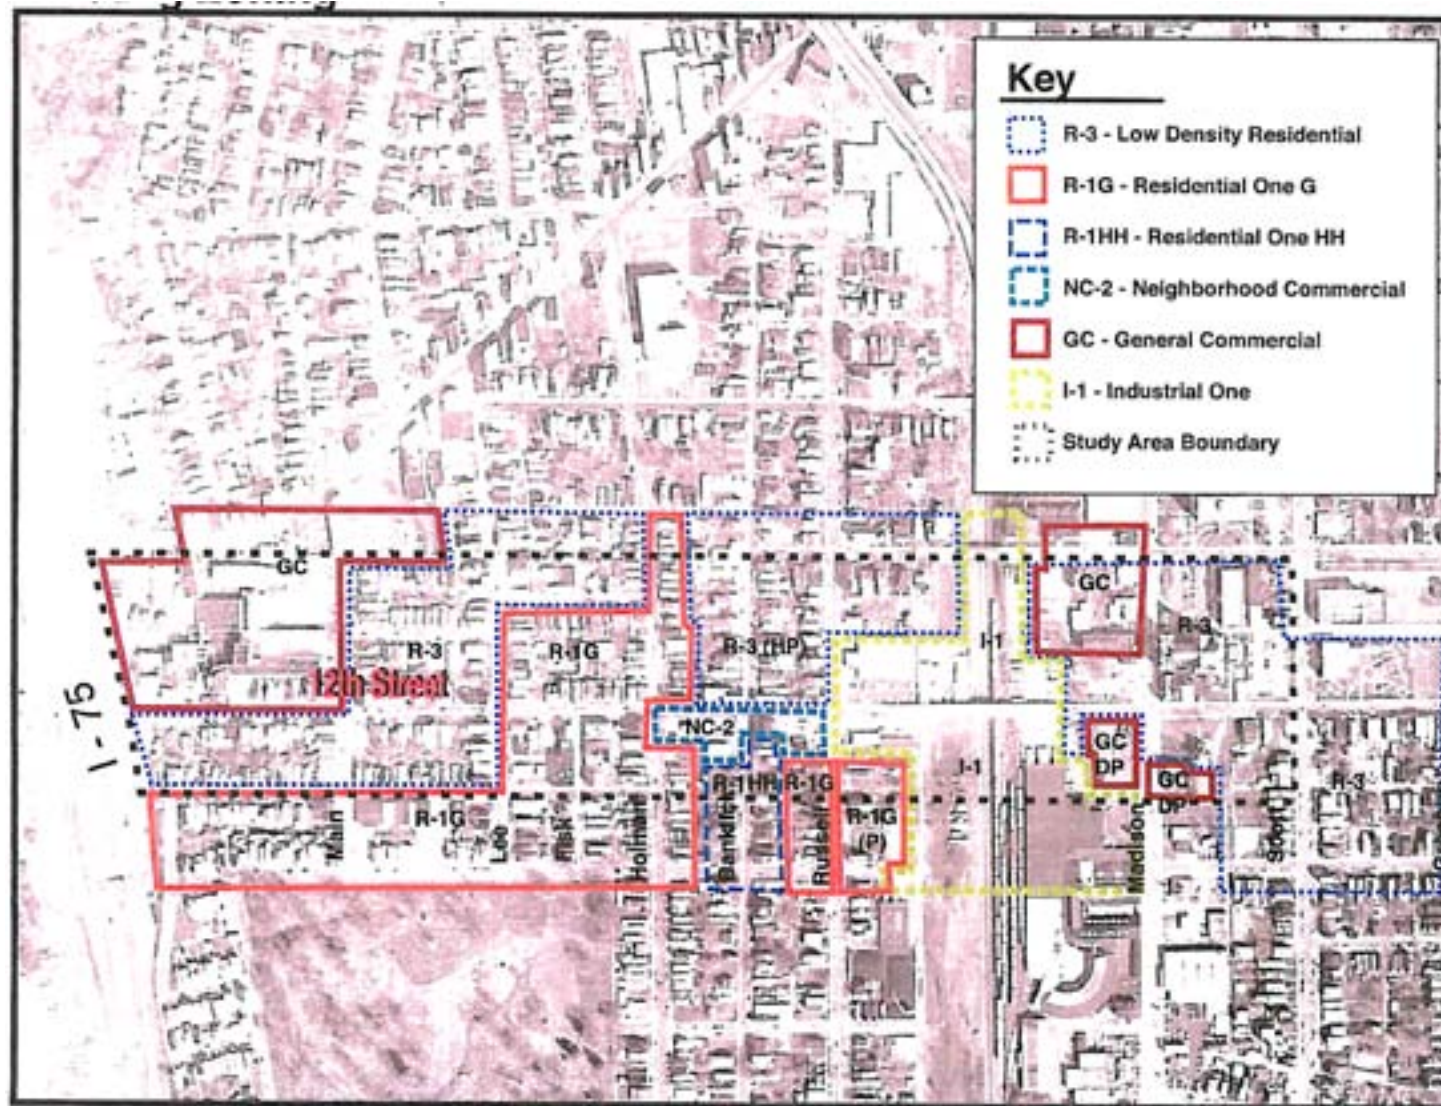 Key
R-3 - Low Density Residential
R-1G - Residential One G
R-1HH - Residential One HH
NC-2 - Neighborhood Commercial
GC - General Commercial
I-1 - Industrial One
Study Area Boundary
GC
GC
R-3
R-3
R-1G
R-3 (HP)
I-1
12th Street
I - 75
NC-2
GC
DP
I-1
GC
DP
R-1HH
R-1G
R-3
R-1G
R-1G
(P)
Main
Lee
Risk
Holman
Banklick
Russell
Madison
Scott